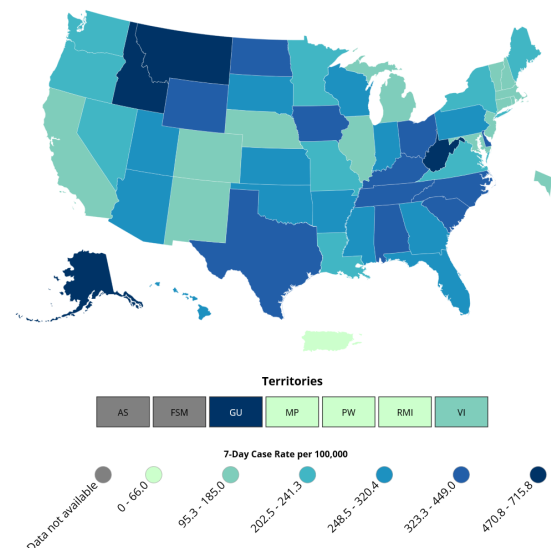 Territories
AS FSM GU MP PW RMI VI
7-Day Case Rate per 100,000
Data not available
0 - 66.0
95.3 - 185.0
202.5 - 241.3
248.5 - 320.4
323.3 - 449.0
470.8 - 715.8